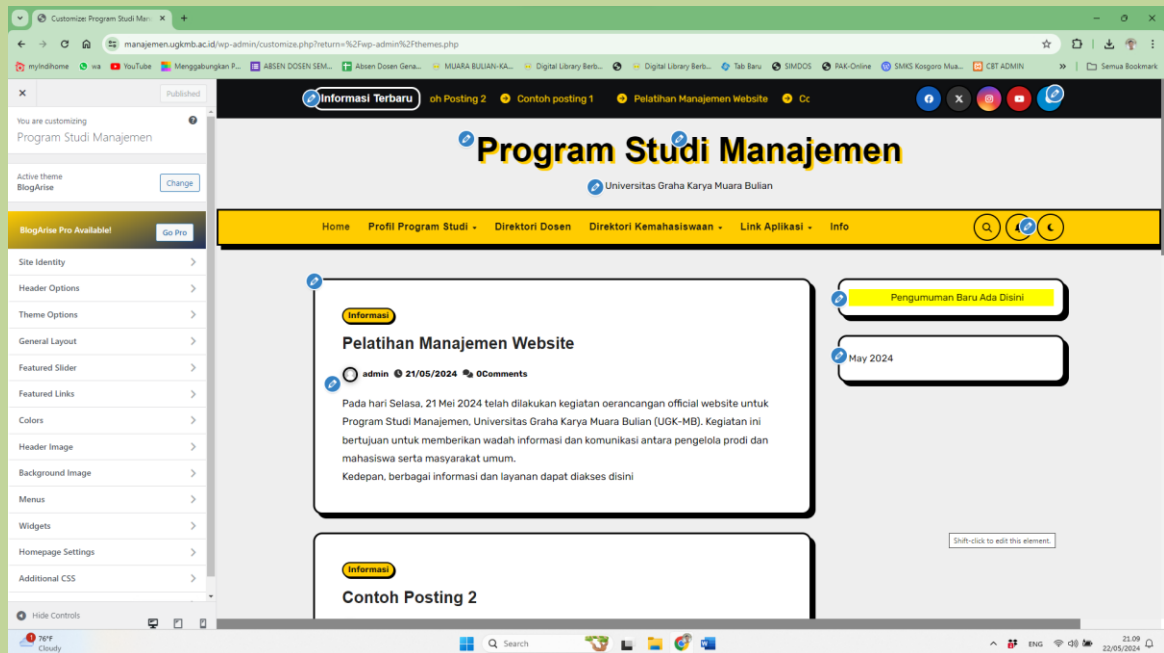 Customize: Program Studi Man
manajemen.ugkmb.ac.id/wp-admin/customize.php?return=%2Fwp-admin%2Fthemes.php
myIndihome wa YouTube Menggabungkan P... ABSEN DOSEN SEM... Absen Dosen Gena... MUARA BULIAN-KA... Digital Library Berb... Digital Library Berb... Tab Baru SIMDOS PAK-Online SMKS Kosgoro Mua... CBT ADMIN » Semua Bookmark
Published
You are customizing
Program Studi Manajemen
Active theme
BlogArise
Change
BlogArise Pro Available!
Go Pro
Site Identity
Header Options
Theme Options
General Layout
Featured Slider
Featured Links
Colors
Header Image
Background Image
Menus
Widgets
Homepage Settings
Additional CSS
Hide Controls
Informasi Terbaru oh Posting 2 Contoh posting 1 Pelatihan Manajemen Website Cc
Program Studi Manajemen
Universitas Graha Karya Muara Bulian
Home Profil Program Studi Direktori Dosen Direktori Kemahasiswaan Link Aplikasi Info
Informasi
Pelatihan Manajemen Website
admin 21/05/2024 0Comments
Pada hari Selasa, 21 Mei 2024 telah dilakukan kegiatan oerancangan official website untuk
Program Studi Manajemen, Universitas Graha Karya Muara Bulian (UGK-MB). Kegiatan ini
bertujuan untuk memberikan wadah informasi dan komunikasi antara pengelola prodi dan
mahasiswa serta masyarakat umum.
Kedepan, berbagai informasi dan layanan dapat diakses disini
Informasi
Contoh Posting 2
Pengumuman Baru Ada Disini
May 2024
Shift-click to edit this element.
1
76°F
Cloudy
Search
ENG
21.09
22/05/2024